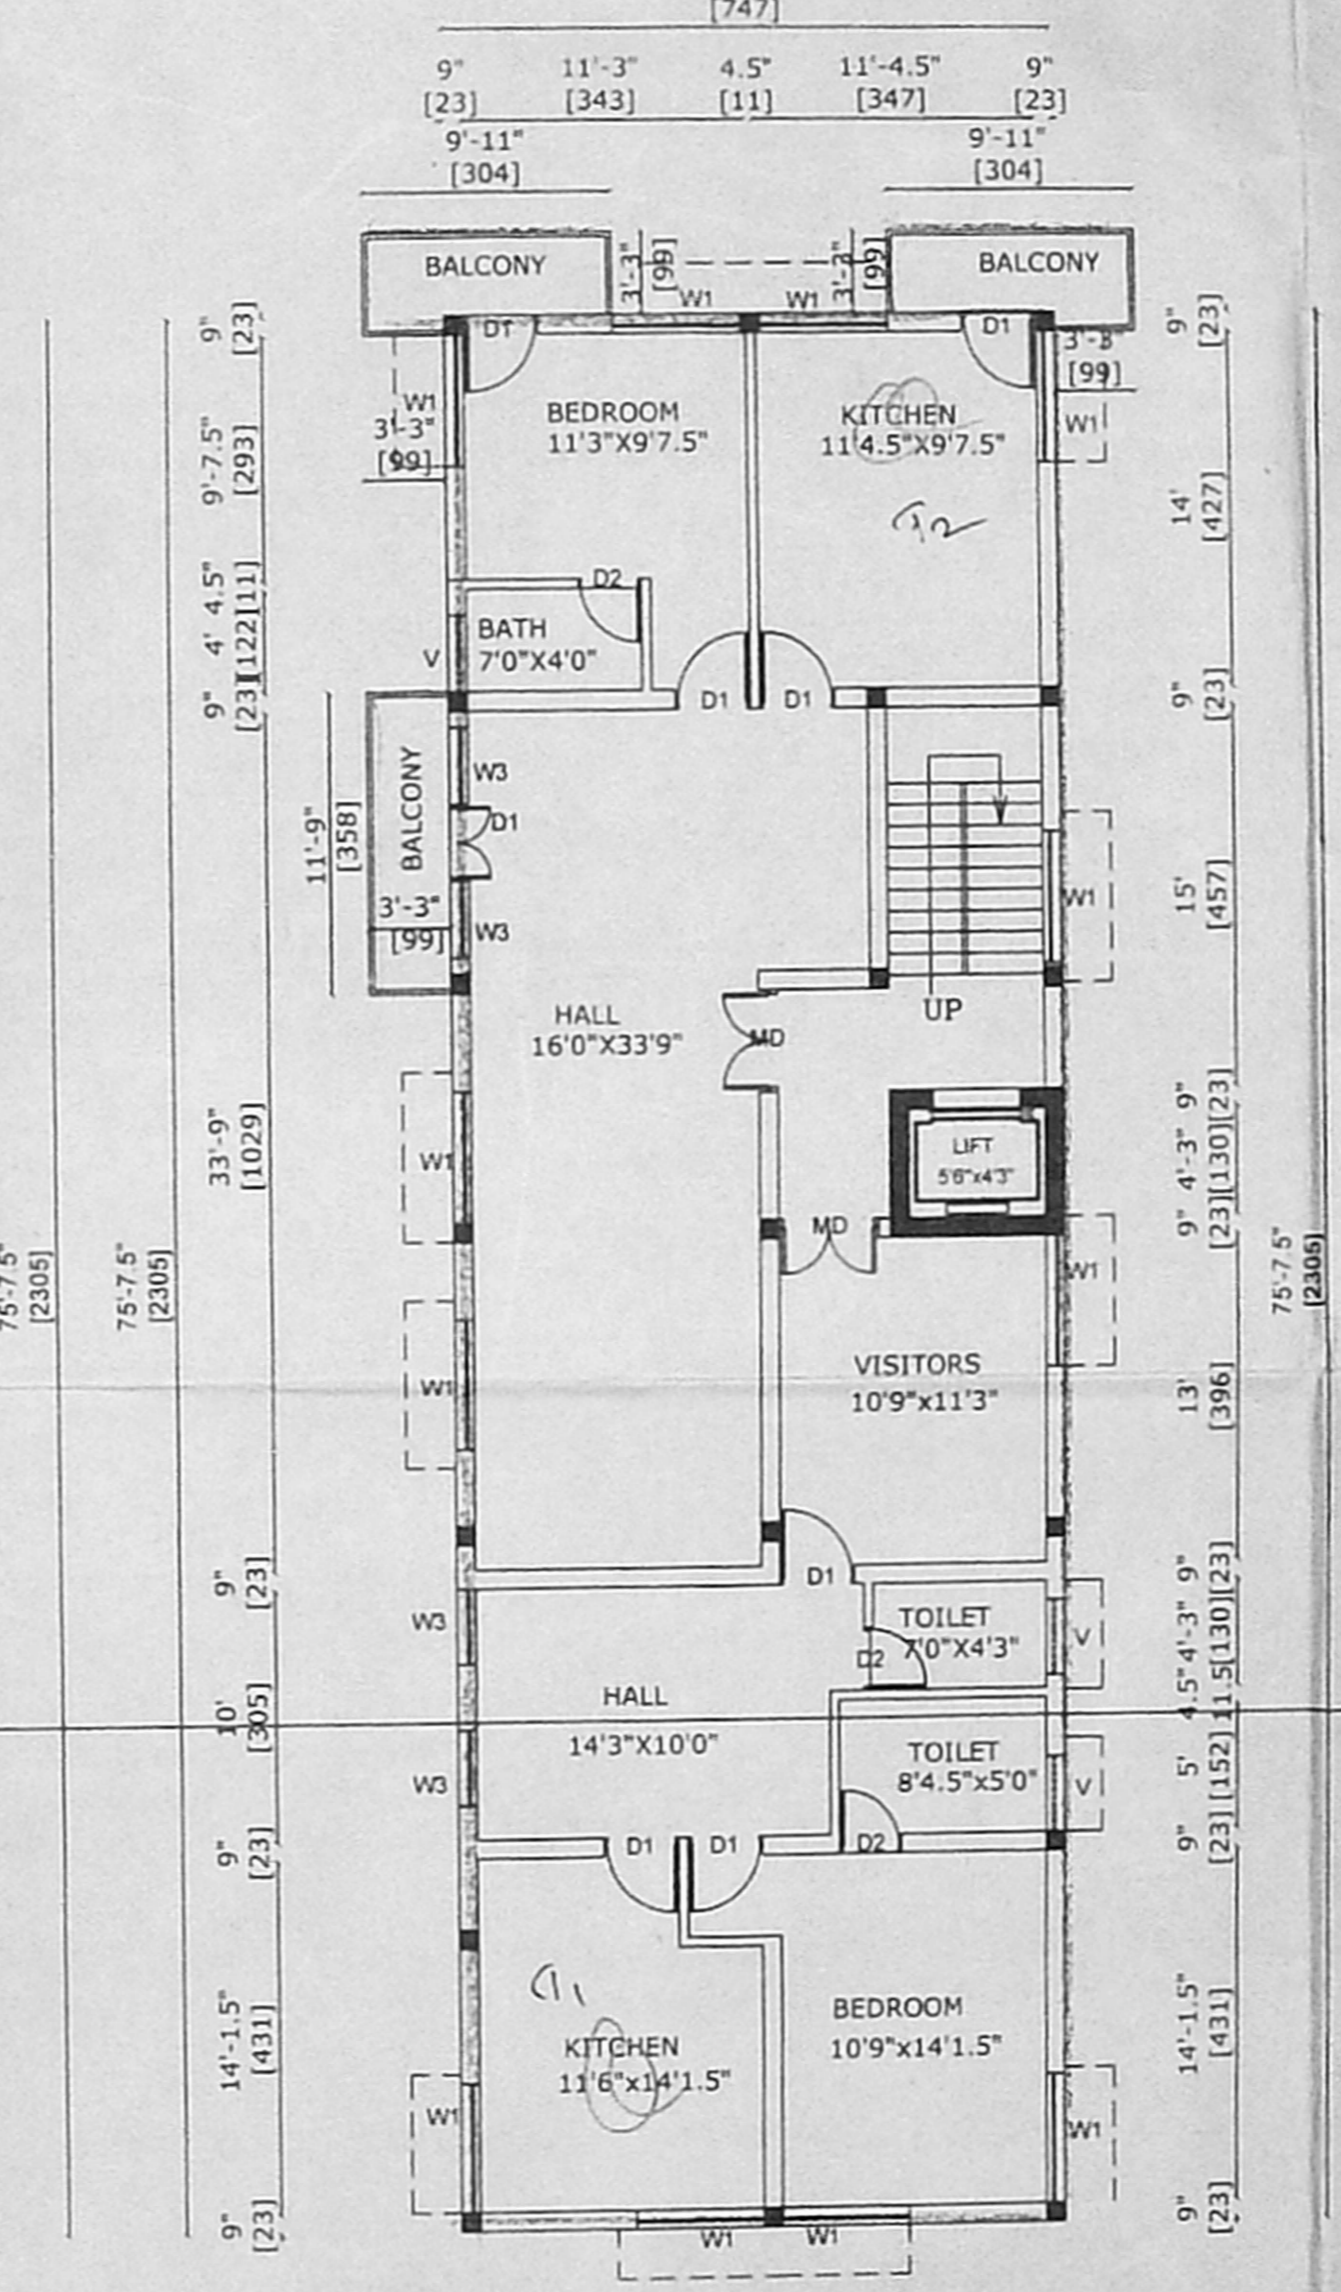 [747]
9" 11'-3" 4.5" 11'-4.5" 9"
[23] [343] [11] [347] [23]
9'-11" 9'-11"
[304] [304]
BALCONY 3'-3" [99] 3'-3" [99] BALCONY
W1 W1
9" [23] D1 D1 9" [23]
3'-3"
[99]
W1 BEDROOM KITCHEN W1
3'-3" 11'3"X9'7.5" 11'4.5"X9'7.5"
[99]
9'-7.5" [293] 14' [427]
4.5" [11] D2
BATH
4' [122] V 7'0"X4'0"
9" [23] D1 D1 9" [23]
W3
D1
BALCONY
11'-9" [358] 15' [457]
3'-3" W1
[99] W3
HALL UP
16'0"X33'9" MD
9" [23]
33'-9" [1029] W1 LIFT 4'-3" [130]
5'6"x4'3"
MD 9" [23]
75'-7.5" [2305] 75'-7.5" [2305] W1 75'-7.5" [2305]
VISITORS
W1 10'9"x11'3" 13' [396]
9" [23] D1 9" [23]
W3 TOILET V 4'-3" [130]
D2 7'0"X4'3"
HALL 4.5" 11.5
10' [305] 14'3"X10'0" TOILET
W3 8'4.5"x5'0" V 5' [152]
9" [23] D1 D1 D2 9" [23]
BEDROOM
14'-1.5" [431] KITCHEN 10'9"x14'1.5" 14'-1.5" [431]
11'6"x14'1.5"
W1 W1
9" [23] W1 W1 9" [23]